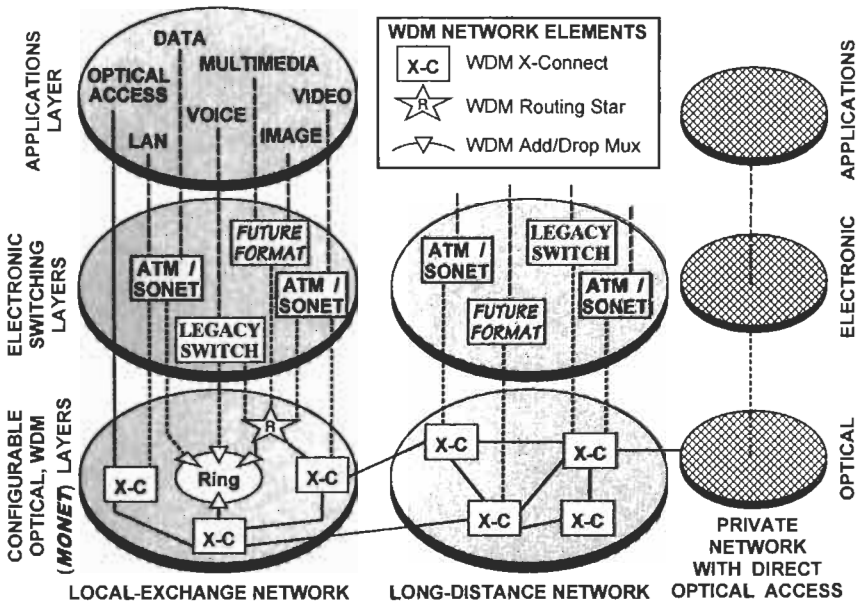 APPLICATIONS
LAYER
DATA
OPTICAL
ACCESS
MULTIMEDIA
VIDEO
VOICE
LAN
IMAGE
WDM NETWORK ELEMENTS
X-C WDM X-Connect
R WDM Routing Star
WDM Add/Drop Mux
APPLICATIONS
ELECTRONIC
SWITCHING
LAYERS
FUTURE
FORMAT
ATM /
SONET
ATM /
SONET
LEGACY
SWITCH
ATM /
SONET
LEGACY
SWITCH
FUTURE
FORMAT
ATM /
SONET
ELECTRONIC
CONFIGURABLE
OPTICAL, WDM
(MONET) LAYERS
R
X-C
Ring
X-C
X-C
X-C
X-C
X-C
X-C
OPTICAL
LOCAL-EXCHANGE NETWORK
LONG-DISTANCE NETWORK
PRIVATE
NETWORK
WITH DIRECT
OPTICAL ACCESS